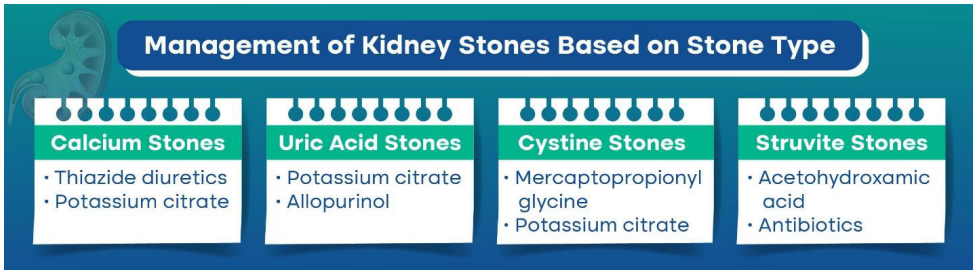 Management of Kidney Stones Based on Stone Type
Calcium Stones
· Thiazide diuretics
· Potassium citrate
Uric Acid Stones
· Potassium citrate
· Allopurinol
Cystine Stones
· Mercaptopropionyl
glycine
· Potassium citrate
Struvite Stones
· Acetohydroxamic
acid
· Antibiotics